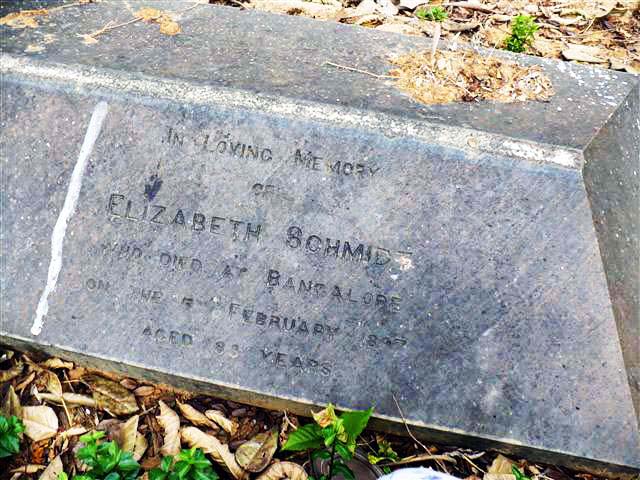 IN LOVING MEMORY
OF
ELIZABETH SCHMIDT
WHO DIED AT BANGALORE
ON THE FEBRUARY
AGED YEARS